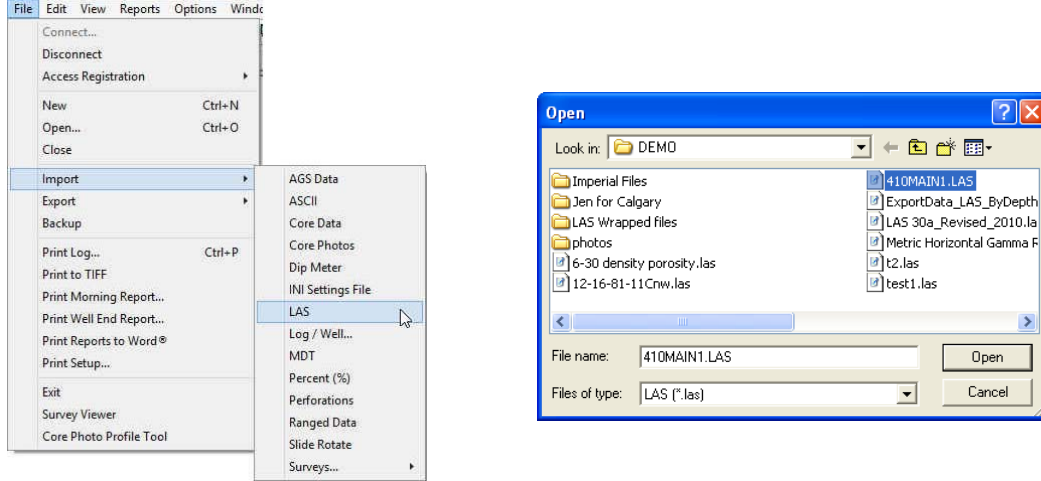 File Edit View Reports Options
Connect...
Disconnect
Access Registration
New Ctrl+N
Open... Ctrl+O
Close
Import
Export
Backup
Print Log... Ctrl+P
Print to TIFF
Print Morning Report...
Print Well End Report...
Print Reports to Word®
Print Setup...
Exit
Survey Viewer
Core Photo Profile Tool
AGS Data
ASCII
Core Data
Core Photos
Dip Meter
INI Settings File
LAS
Log / Well...
MDT
Percent (%)
Perforations
Ranged Data
Slide Rotate
Surveys...
Open
Look in: DEMO
Imperial Files
Jen for Calgary
LAS Wrapped files
photos
6-30 density porosity.las
12-16-81-11Cnw.las
410MAIN1.LAS
ExportData_LAS_ByDepth
LAS 30a_Revised_2010.la
Metric Horizontal Gamma
t2.las
test1.las
File name: 410MAIN1.LAS Open
Files of type: LAS (*.las) Cancel